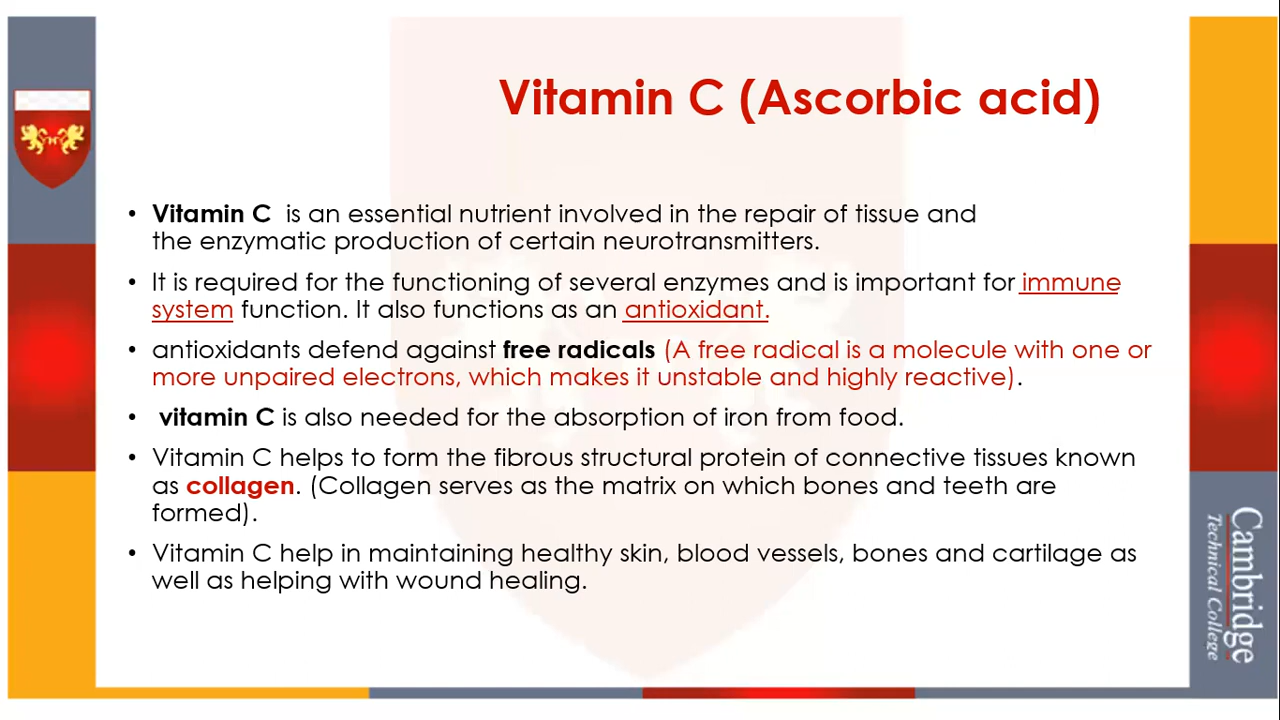 Vitamin C (Ascorbic acid)
• Vitamin C is an essential nutrient involved in the repair of tissue and
the enzymatic production of certain neurotransmitters.
• It is required for the functioning of several enzymes and is important for immune
system function. It also functions as an antioxidant.
• antioxidants defend against free radicals (A free radical is a molecule with one or
more unpaired electrons, which makes it unstable and highly reactive).
• vitamin C is also needed for the absorption of iron from food.
• Vitamin C helps to form the fibrous structural protein of connective tissues known
as collagen. (Collagen serves as the matrix on which bones and teeth are
formed).
• Vitamin C help in maintaining healthy skin, blood vessels, bones and cartilage as
well as helping with wound healing.
Cambridge
Technical College